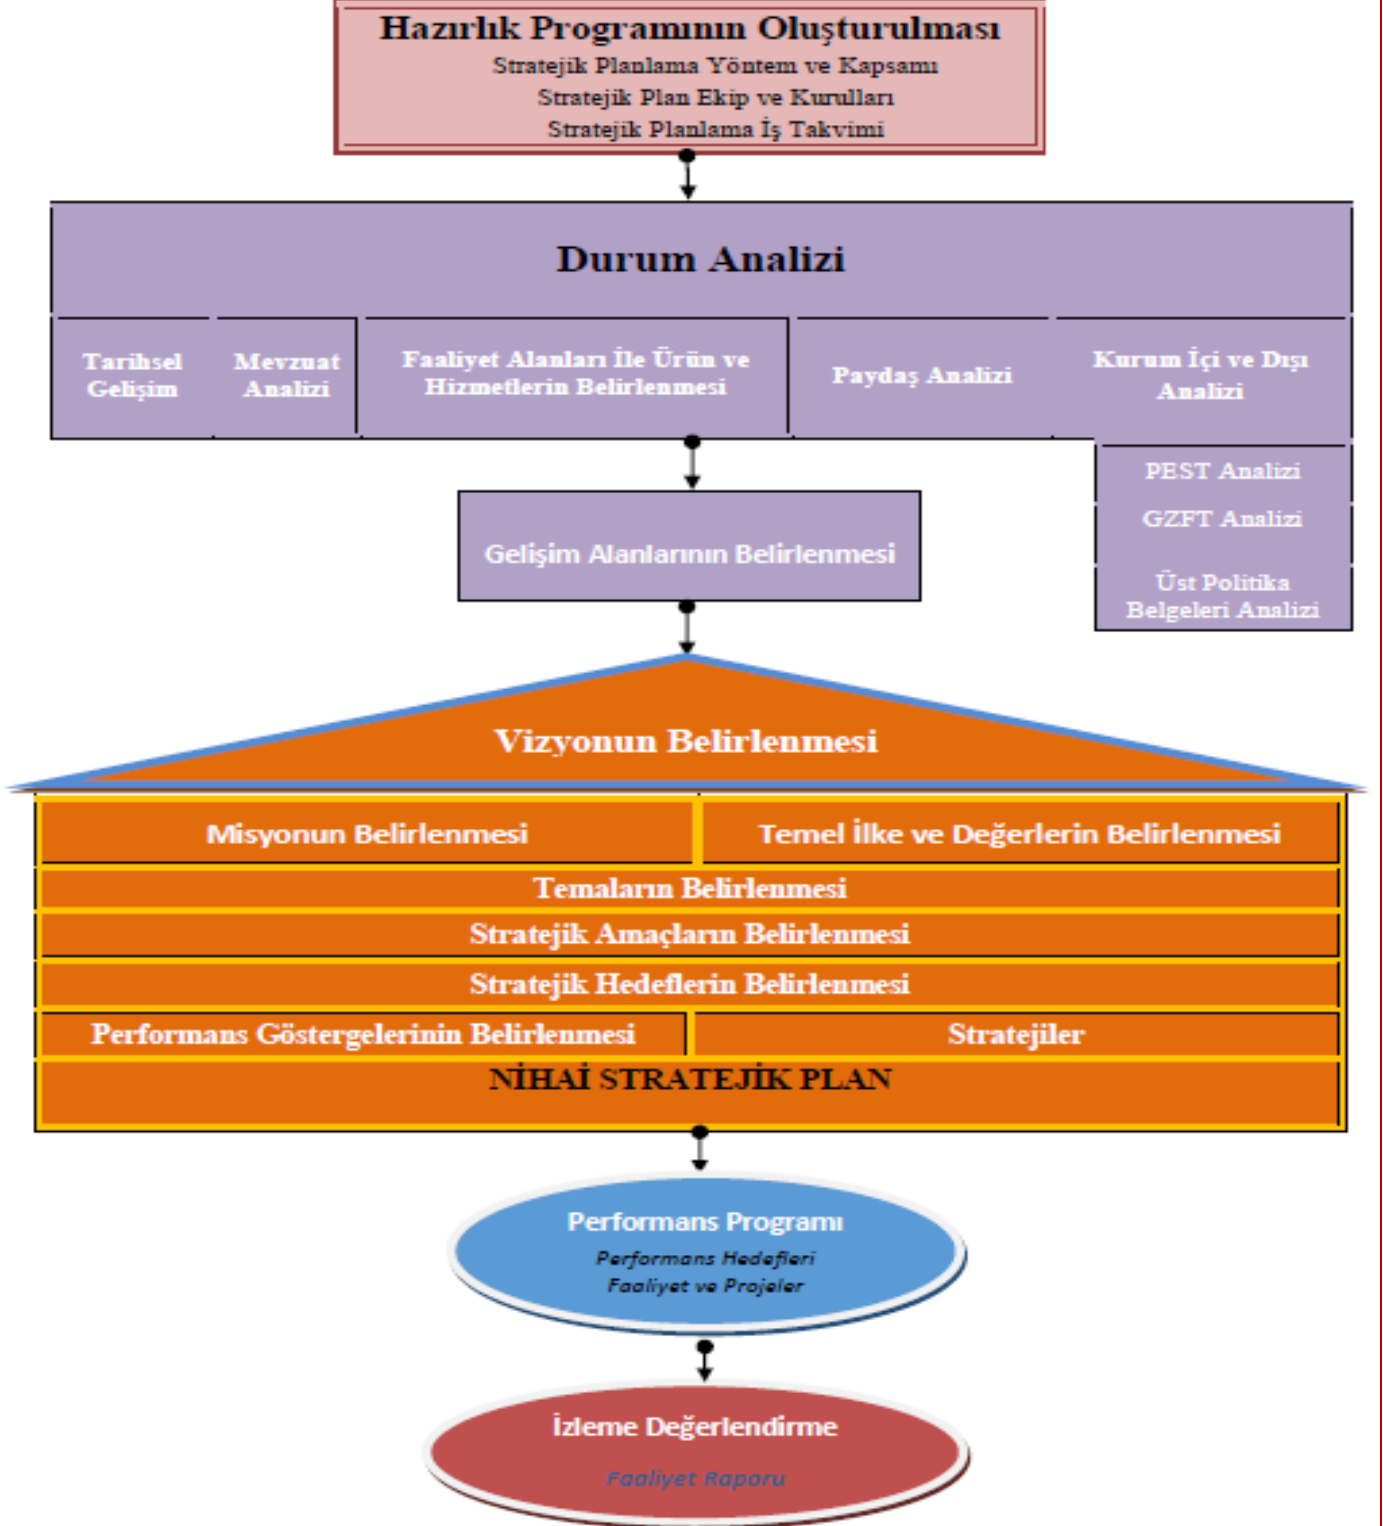 Hazırlık Programının Oluşturulması
Stratejik Planlama Yöntem ve Kapsamı
Stratejik Plan Ekip ve Kurulları
Stratejik Planlama İş Takvimi
Durum Analizi
Tarihsel
Gelişim
Mevzuat
Analizi
Faaliyet Alanları İle Ürün ve
Hizmetlerin Belirlenmesi
Paydaş Analizi
Kurum İçi ve Dışı
Analizi
PEST Analizi
GZFT Analizi
Üst Politika
Belgeleri Analizi
Gelişim Alanlarının Belirlenmesi
Vizyonun Belirlenmesi
Misyonun Belirlenmesi
Temel İlke ve Değerlerin Belirlenmesi
Temaların Belirlenmesi
Stratejik Amaçların Belirlenmesi
Stratejik Hedeflerin Belirlenmesi
Performans Göstergelerinin Belirlenmesi
Stratejiler
NİHAİ STRATEJİK PLAN
Performans Programı
Performans Hedefleri
Faaliyet ve Projeler
İzleme Değerlendirme
Faaliyet Raporu